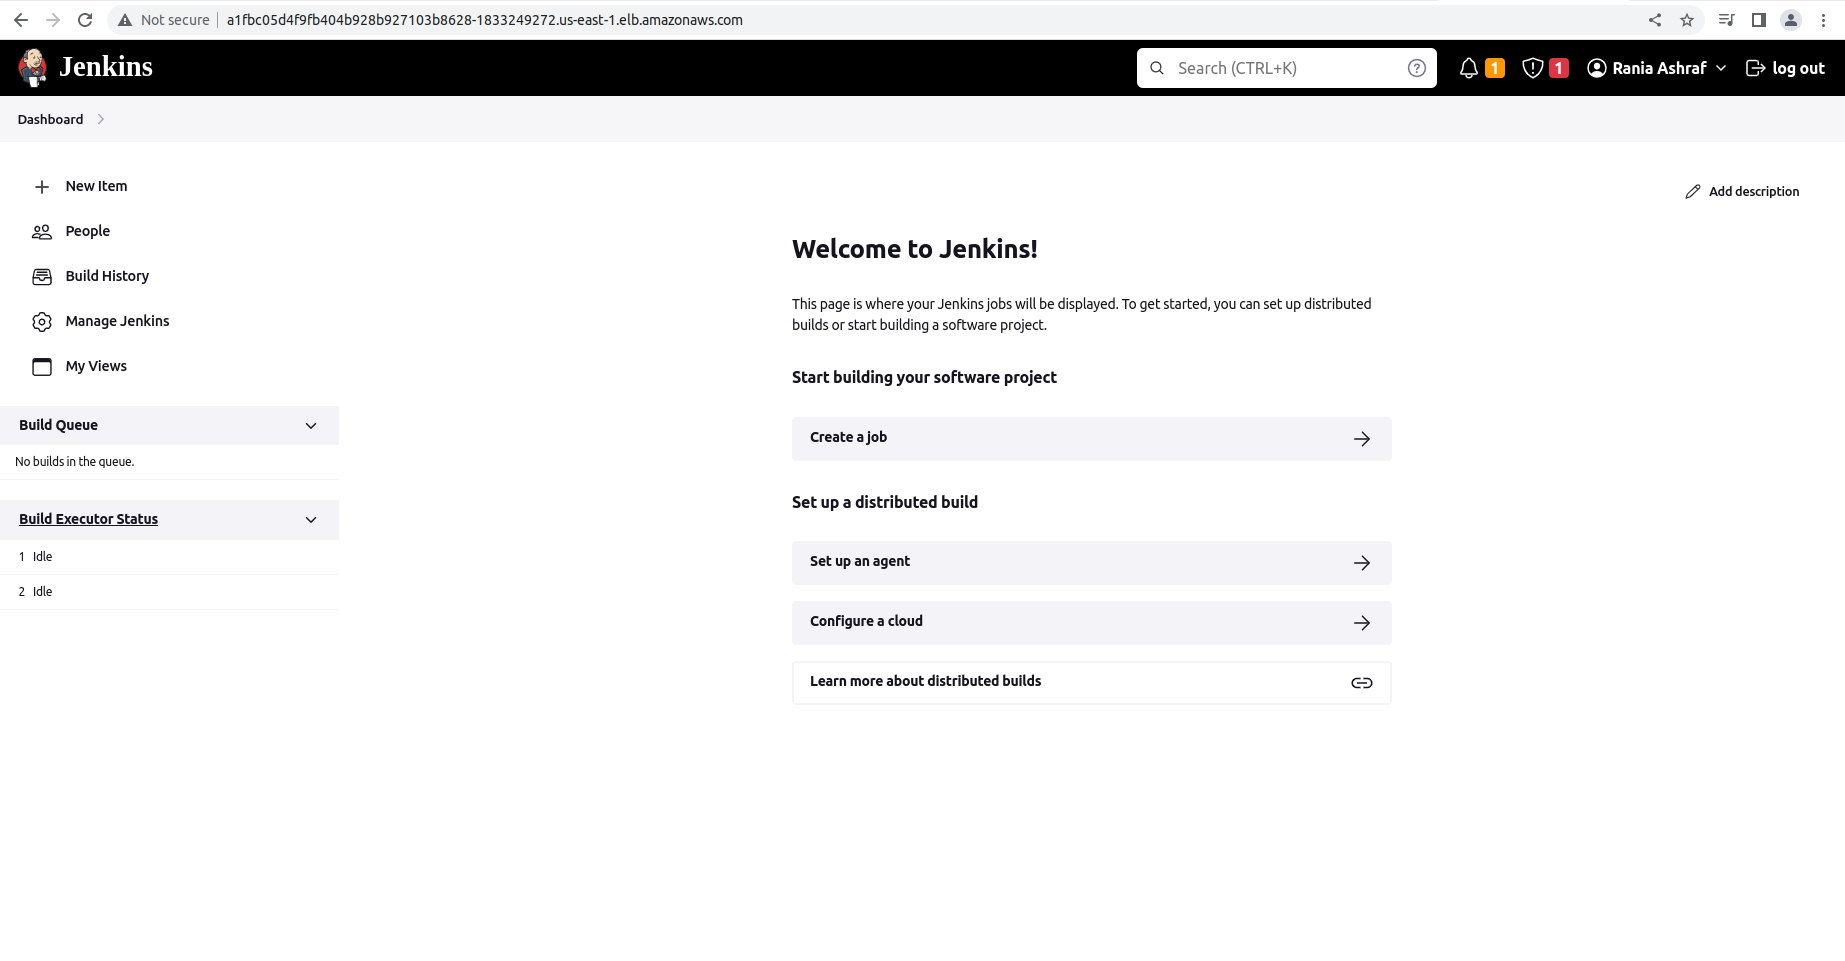 Not secure a1fbc05d4f9fb404b928b927103b8628-1833249272.us-east-1.elb.amazonaws.com
Jenkins
Search (CTRL+K)
1
1
Rania Ashraf
log out
Dashboard
New Item
People
Build History
Manage Jenkins
My Views
Build Queue
No builds in the queue.
Build Executor Status
1 Idle
2 Idle
Add description
Welcome to Jenkins!
This page is where your Jenkins jobs will be displayed. To get started, you can set up distributed
builds or start building a software project.
Start building your software project
Create a job
Set up a distributed build
Set up an agent
Configure a cloud
Learn more about distributed builds